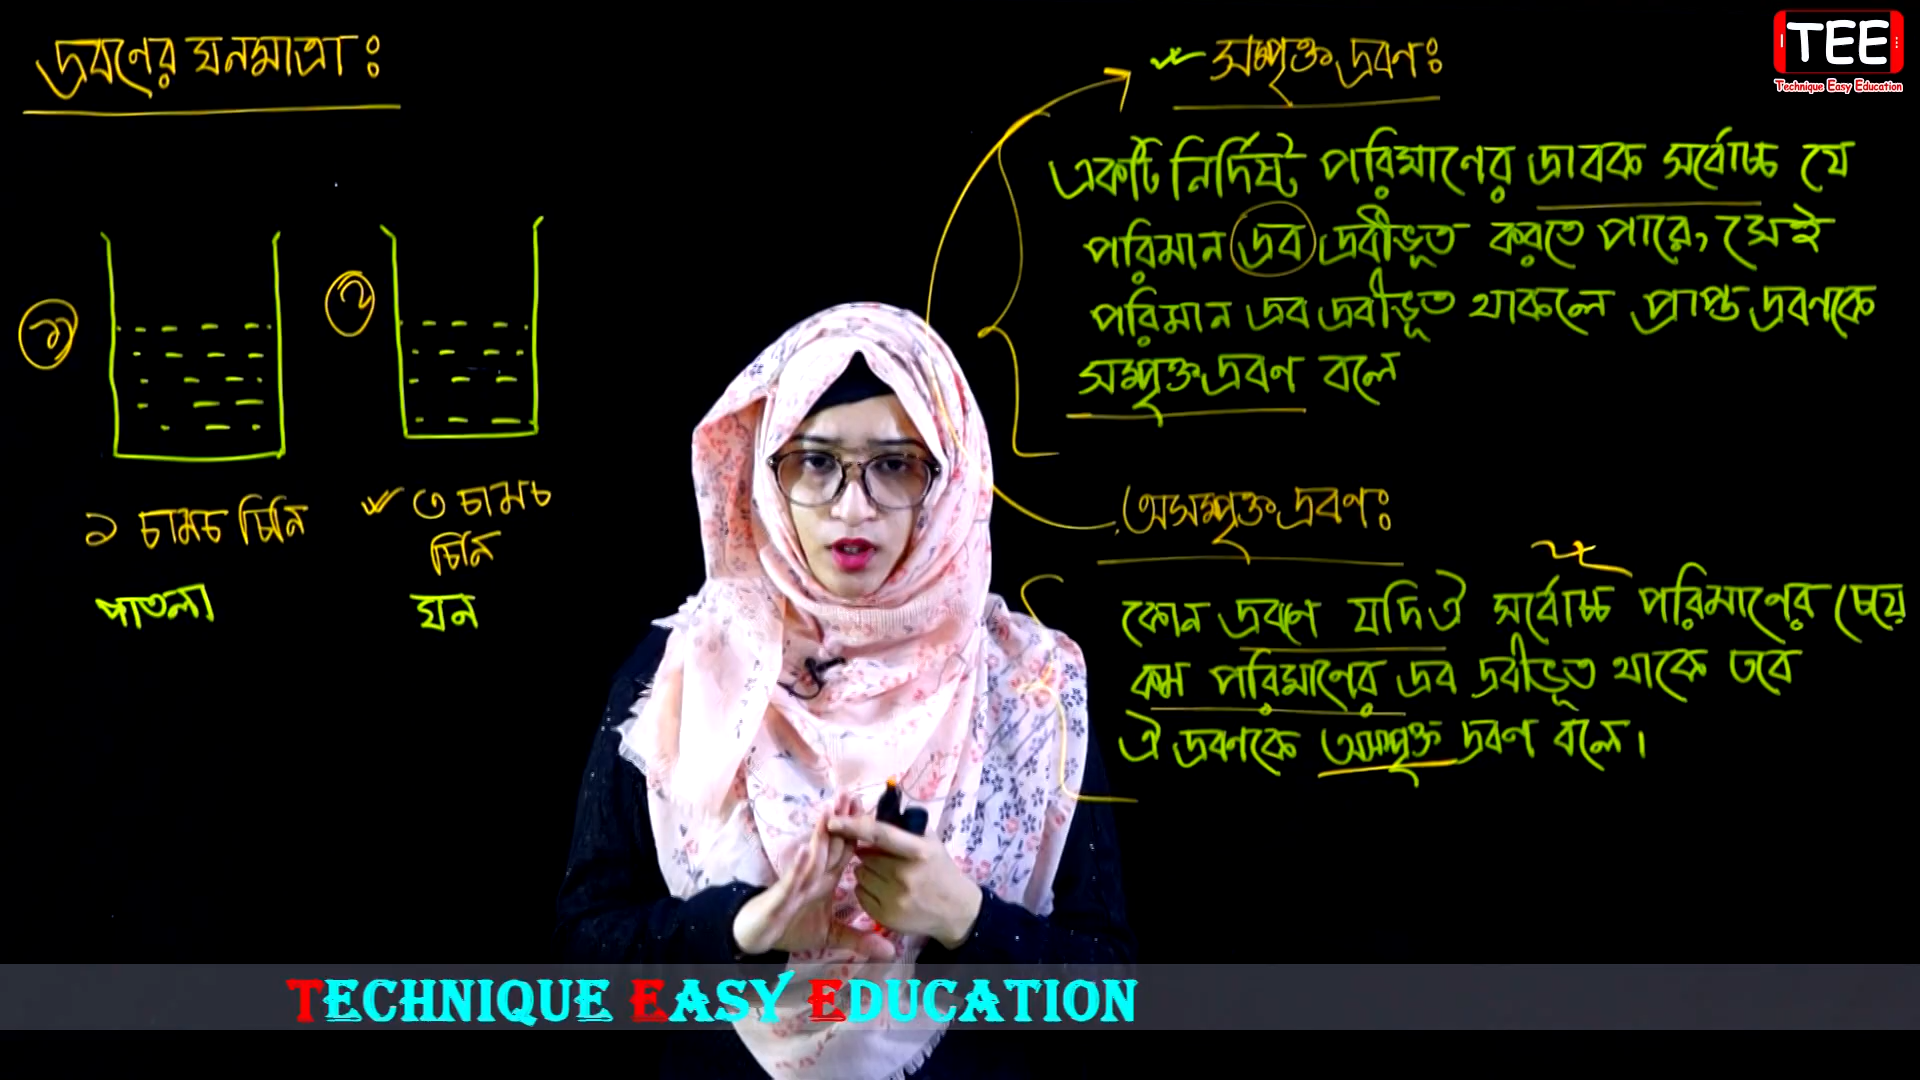 দ্রবণের ঘনমাত্রা ঃ
১
২
১ চামচ চিনি
পাতলা
৩ চামচ
চিনি
ঘন
সম্পৃক্ত দ্রবণ ঃ
একটি নির্দিষ্ট পরিমাণের দ্রাবক সর্বোচ্চ যে
পরিমান দ্রব দ্রবীভূত করতে পারে, সেই
পরিমান দ্রব দ্রবীভূত থাকলে প্রাপ্ত দ্রবণকে
সম্পৃক্ত দ্রবণ বলে
অসম্পৃক্ত দ্রবণ ঃ
কোন দ্রবণে যদি ঐ সর্বোচ্চ পরিমাণের চেয়ে
কম পরিমাণের দ্রব দ্রবীভূত থাকে তবে
ঐ দ্রবণকে অসম্পৃক্ত দ্রবণ বলে।
TEE
Technique Easy Education
TECHNIQUE EASY EDUCATION